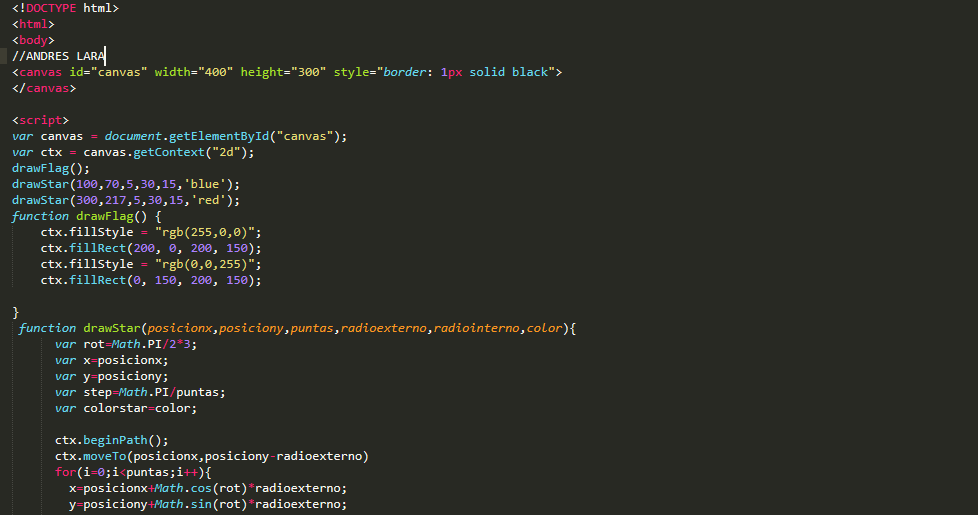 <!DOCTYPE html>
<html>
<body>
//ANDRES LARA
<canvas id="canvas" width="400" height="300" style="border: 1px solid black">
</canvas>
<script>
var canvas = document.getElementById("canvas");
var ctx = canvas.getContext("2d");
drawFlag();
drawStar(100,70,5,30,15,'blue');
drawStar(300,217,5,30,15,'red');
function drawFlag() {
ctx.fillStyle = "rgb(255,0,0)";
ctx.fillRect(200, 0, 200, 150);
ctx.fillStyle = "rgb(0,0,255)";
ctx.fillRect(0, 150, 200, 150);
}
function drawStar(posicionx,posiciony,puntas,radioexterno,radiointerno,color){
var rot=Math.PI/2*3;
var x=posicionx;
var y=posiciony;
var step=Math.PI/puntas;
var colorstar=color;
ctx.beginPath();
ctx.moveTo(posicionx,posiciony-radioexterno)
for(i=0;i<puntas;i++){
x=posicionx+Math.cos(rot)*radioexterno;
y=posiciony+Math.sin(rot)*radioexterno;